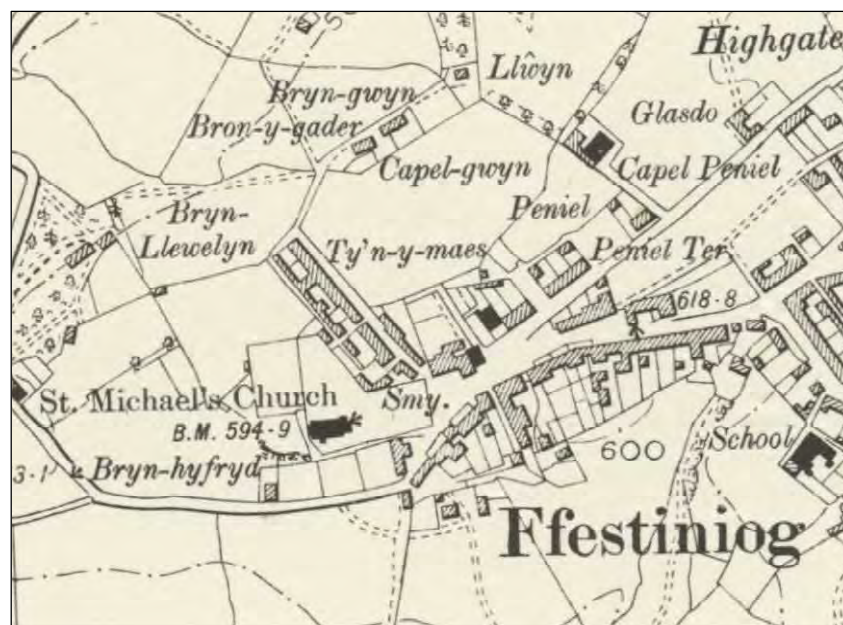 Highgate
Llŵyn
Bryn-gwyn
Bron-y-gader
Glasdo
Capel-gwyn
Capel Peniel
Bryn-
Llewelyn
Peniel
Ty'n-y-maes
Peniel Ter.
618·8
St. Michael's Church
Smy.
B.M. 594·9
School
600
3·1
Bryn-hyfryd
Ffestiniog